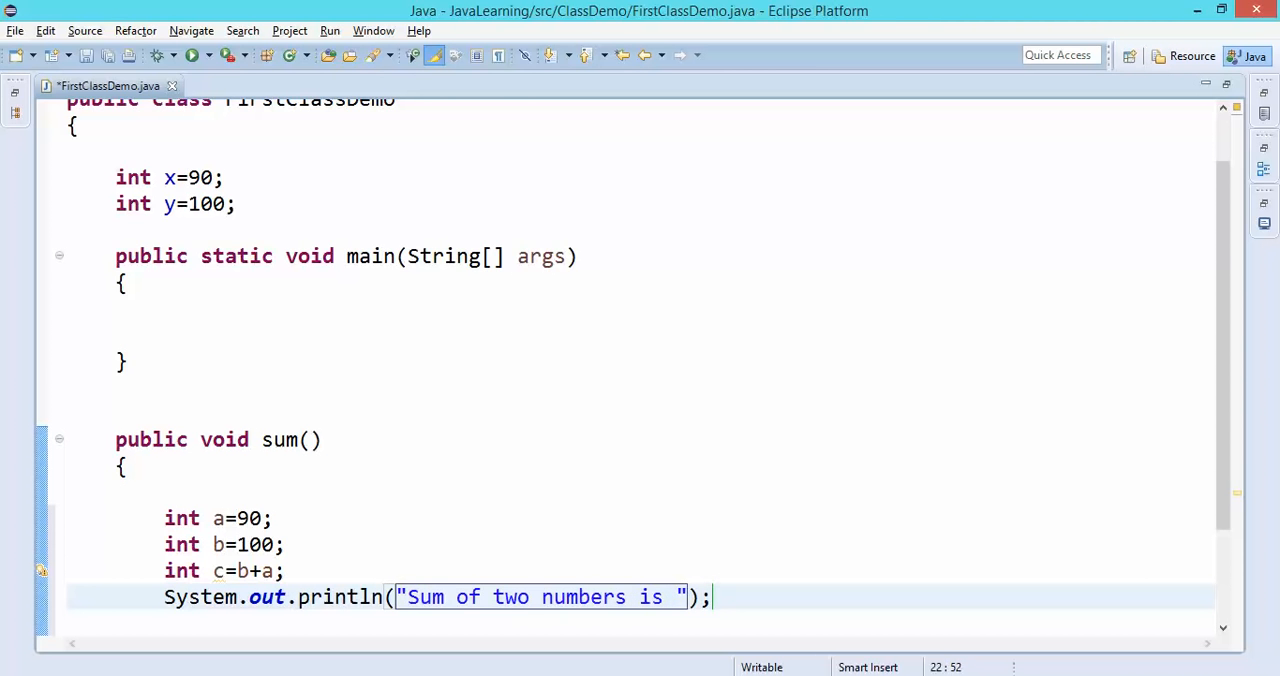 Java - JavaLearning/src/ClassDemo/FirstClassDemo.java - Eclipse Platform
File Edit Source Refactor Navigate Search Project Run Window Help
Quick Access Resource Java
*FirstClassDemo.java
public class FirstClassDemo
{
int x=90;
int y=100;
public static void main(String[] args)
{
}
public void sum()
{
int a=90;
int b=100;
int c=b+a;
System.out.println("Sum of two numbers is ");
Writable Smart Insert 22 : 52